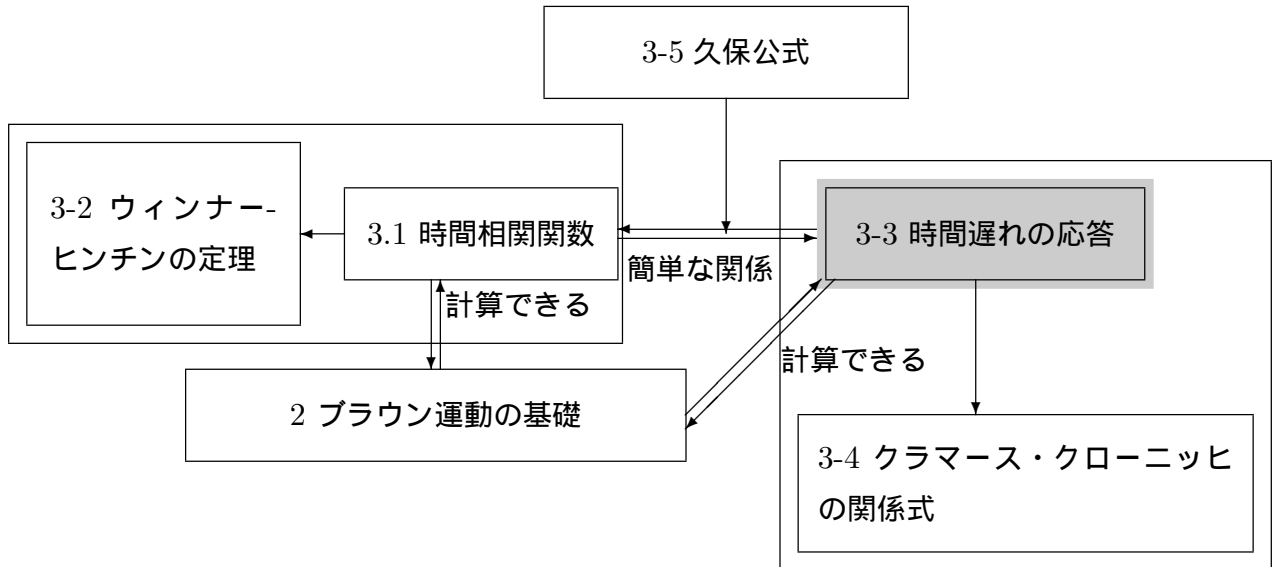 3-5 久保公式
3-2 ウィンナー-
ヒンチンの定理
3.1 時間相関関数
簡単な関係
3-3 時間遅れの応答
計算できる
計算できる
2 ブラウン運動の基礎
3-4 クラマース・クローニッヒ
の関係式